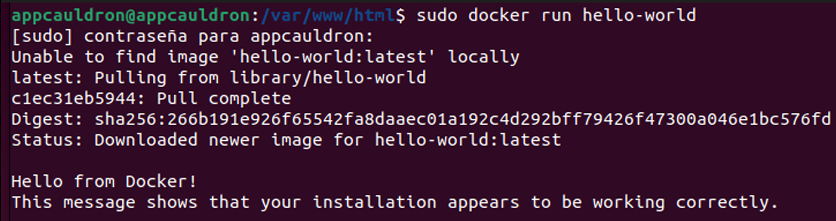 appcauldron@appcauldron:/var/www/html$ sudo docker run hello-world
[sudo] contraseña para appcauldron:
Unable to find image 'hello-world:latest' locally
latest: Pulling from library/hello-world
c1ec31eb5944: Pull complete
Digest: sha256:266b191e926f65542fa8daaec01a192c4d292bff79426f47300a046e1bc576fd
Status: Downloaded newer image for hello-world:latest
Hello from Docker!
This message shows that your installation appears to be working correctly.